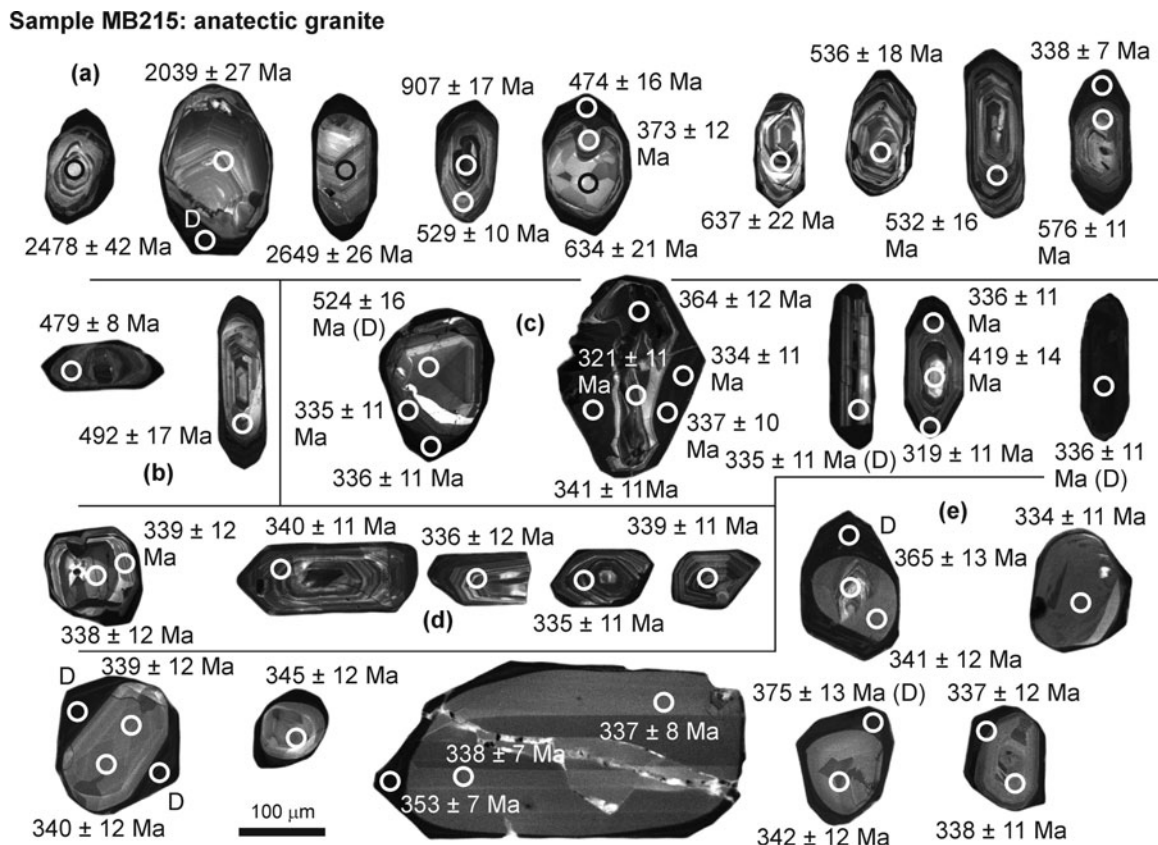 Sample MB215: anatectic granite
(a)
2039 ± 27 Ma
907 ± 17 Ma
474 ± 16 Ma
536 ± 18 Ma
338 ± 7 Ma
373 ± 12
Ma
D
2478 ± 42 Ma
2649 ± 26 Ma
529 ± 10 Ma
634 ± 21 Ma
637 ± 22 Ma
532 ± 16
Ma
576 ± 11
Ma
479 ± 8 Ma
492 ± 17 Ma
(b)
524 ± 16
Ma (D)
(c)
364 ± 12 Ma
321 ± 11
Ma
334 ± 11
Ma
335 ± 11
Ma
337 ± 10
Ma
336 ± 11 Ma
341 ± 11Ma
335 ± 11 Ma (D)
336 ± 11
Ma
419 ± 14
Ma
319 ± 11 Ma
336 ± 11
Ma (D)
339 ± 12
Ma
338 ± 12 Ma
340 ± 11 Ma
336 ± 12 Ma
339 ± 11 Ma
(d)
335 ± 11 Ma
(e)
D
365 ± 13 Ma
334 ± 11 Ma
341 ± 12 Ma
D
339 ± 12 Ma
D
340 ± 12 Ma
345 ± 12 Ma
100 µm
337 ± 8 Ma
338 ± 7 Ma
353 ± 7 Ma
375 ± 13 Ma (D)
342 ± 12 Ma
337 ± 12 Ma
338 ± 11 Ma